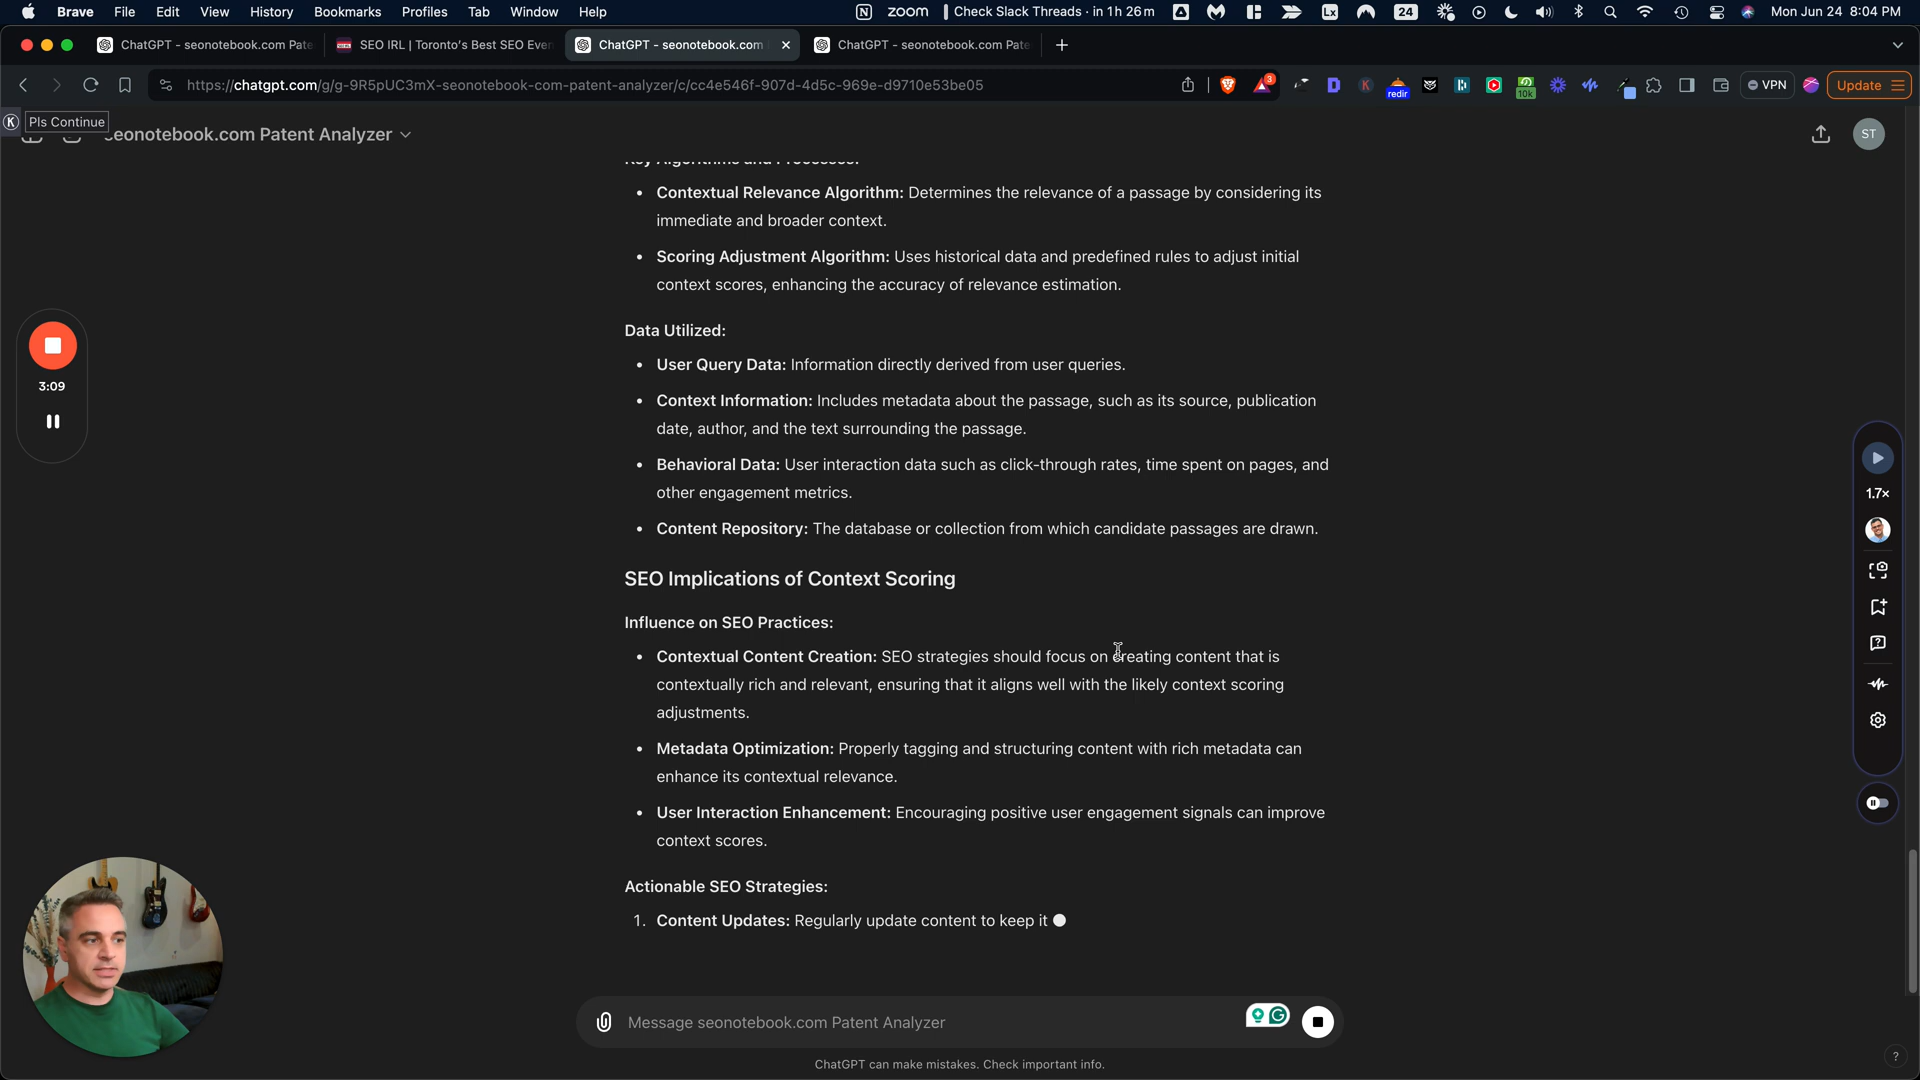 Brave File Edit View History Bookmarks Profiles Tab Window Help
zoom Check Slack Threads · in 1h 26m Lx 24 Mon Jun 24 8:04 PM
ChatGPT - seonotebook.com Pate
SEO IRL | Toronto's Best SEO Even
ChatGPT - seonotebook.com
ChatGPT - seonotebook.com Pate
https://chatgpt.com/g/g-9R5pUC3mX-seonotebook-com-patent-analyzer/c/cc4e546f-907d-4d5c-969e-d9710e53be05
3
D
K
redir
10k
VPN
Update
K Pls Continue
seonotebook.com Patent Analyzer
ST
Key Algorithms and Processes:
• Contextual Relevance Algorithm: Determines the relevance of a passage by considering its
immediate and broader context.
• Scoring Adjustment Algorithm: Uses historical data and predefined rules to adjust initial
context scores, enhancing the accuracy of relevance estimation.
Data Utilized:
• User Query Data: Information directly derived from user queries.
• Context Information: Includes metadata about the passage, such as its source, publication
date, author, and the text surrounding the passage.
• Behavioral Data: User interaction data such as click-through rates, time spent on pages, and
other engagement metrics.
• Content Repository: The database or collection from which candidate passages are drawn.
SEO Implications of Context Scoring
Influence on SEO Practices:
• Contextual Content Creation: SEO strategies should focus on creating content that is
contextually rich and relevant, ensuring that it aligns well with the likely context scoring
adjustments.
• Metadata Optimization: Properly tagging and structuring content with rich metadata can
enhance its contextual relevance.
• User Interaction Enhancement: Encouraging positive user engagement signals can improve
context scores.
Actionable SEO Strategies:
1. Content Updates: Regularly update content to keep it
3:09
1.7×
Message seonotebook.com Patent Analyzer
ChatGPT can make mistakes. Check important info.
?